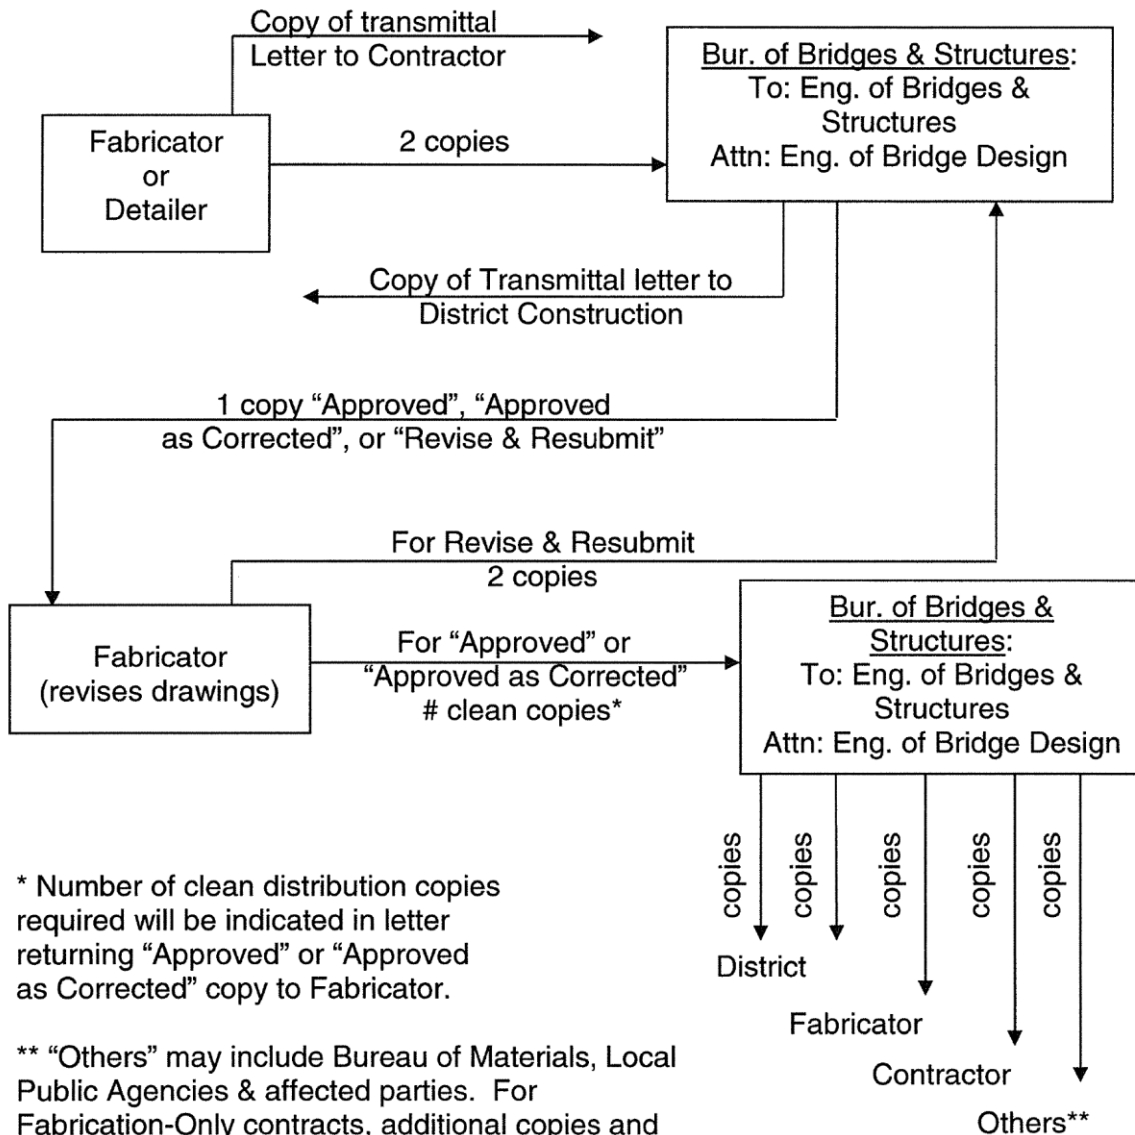 Copy of transmittal
Letter to Contractor
Bur. of Bridges & Structures:
To: Eng. of Bridges &
Structures
Attn: Eng. of Bridge Design
Fabricator
or
Detailer
2 copies
Copy of Transmittal letter to
District Construction
1 copy “Approved”, “Approved
as Corrected”, or “Revise & Resubmit”
For Revise & Resubmit
2 copies
Fabricator
(revises drawings)
For “Approved” or
“Approved as Corrected”
# clean copies*
Bur. of Bridges &
Structures:
To: Eng. of Bridges &
Structures
Attn: Eng. of Bridge Design
copies
copies
copies
copies
copies
District
Fabricator
Contractor
Others**
* Number of clean distribution copies
required will be indicated in letter
returning “Approved” or “Approved
as Corrected” copy to Fabricator.
** “Others” may include Bureau of Materials, Local
Public Agencies & affected parties. For
Fabrication-Only contracts, additional copies and